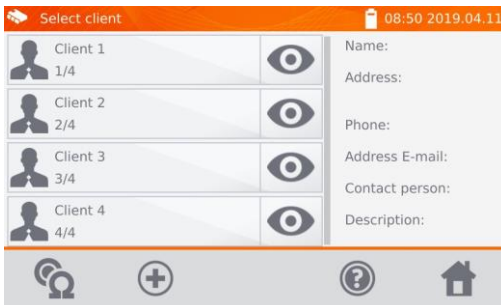 Select client
08:50 2019.04.11
Client 1
1/4
Client 2
2/4
Client 3
3/4
Client 4
4/4
Name:
Address:
Phone:
Address E-mail:
Contact person:
Description: